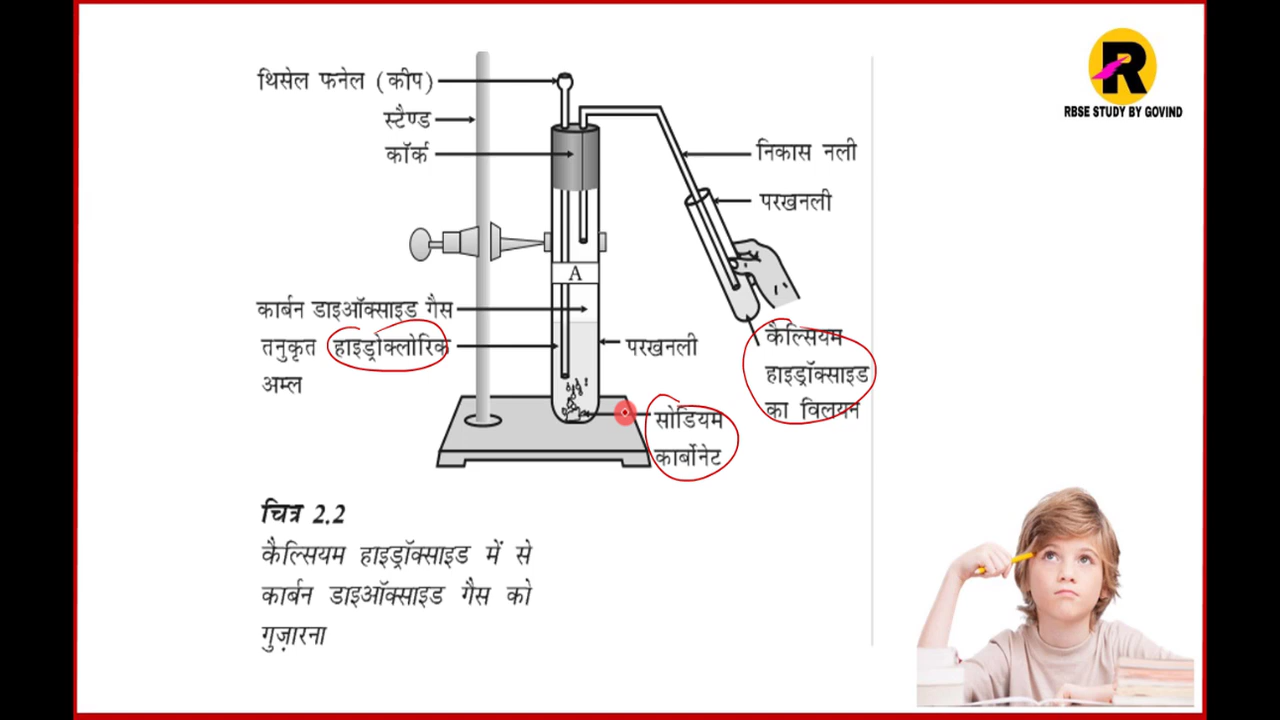 थिसेल फनेल (कीप)
स्टैण्ड
कॉर्क
निकास नली
परखनली
A
कार्बन डाइऑक्साइड गैस
तनुकृत हाइड्रोक्लोरिक
अम्ल
परखनली
कैल्सियम
हाइड्रॉक्साइड
का विलयन
सोडियम
कार्बोनेट
चित्र 2.2
कैल्सियम हाइड्रॉक्साइड में से
कार्बन डाइऑक्साइड गैस को
गुज़ारना
R
RBSE STUDY BY GOVIND